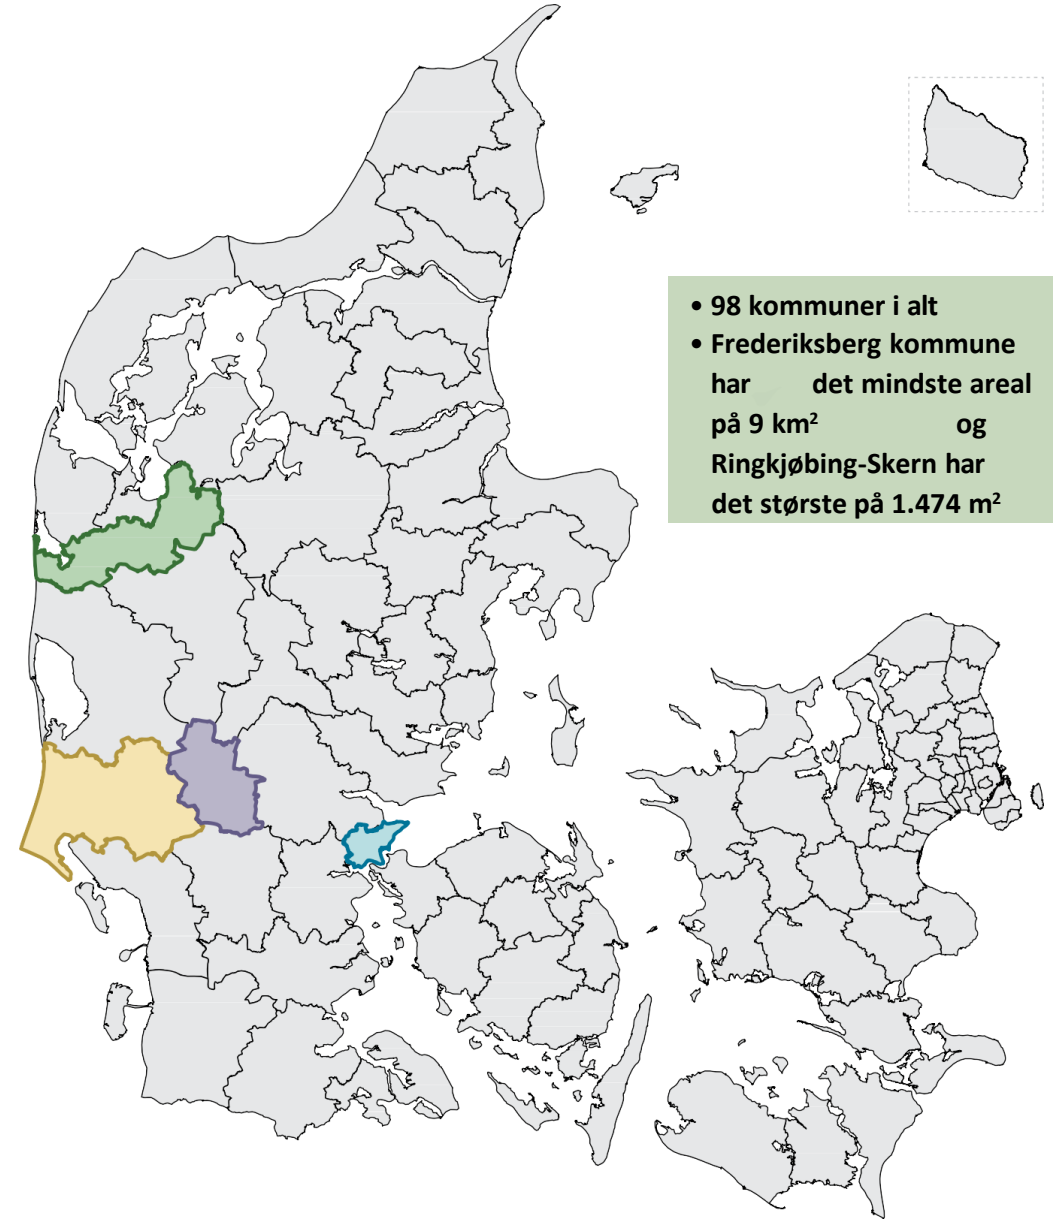 • 98 kommuner i alt
• Frederiksberg kommune
har det mindste areal
på 9 km² og
Ringkjøbing-Skern har
det største på 1.474 m²